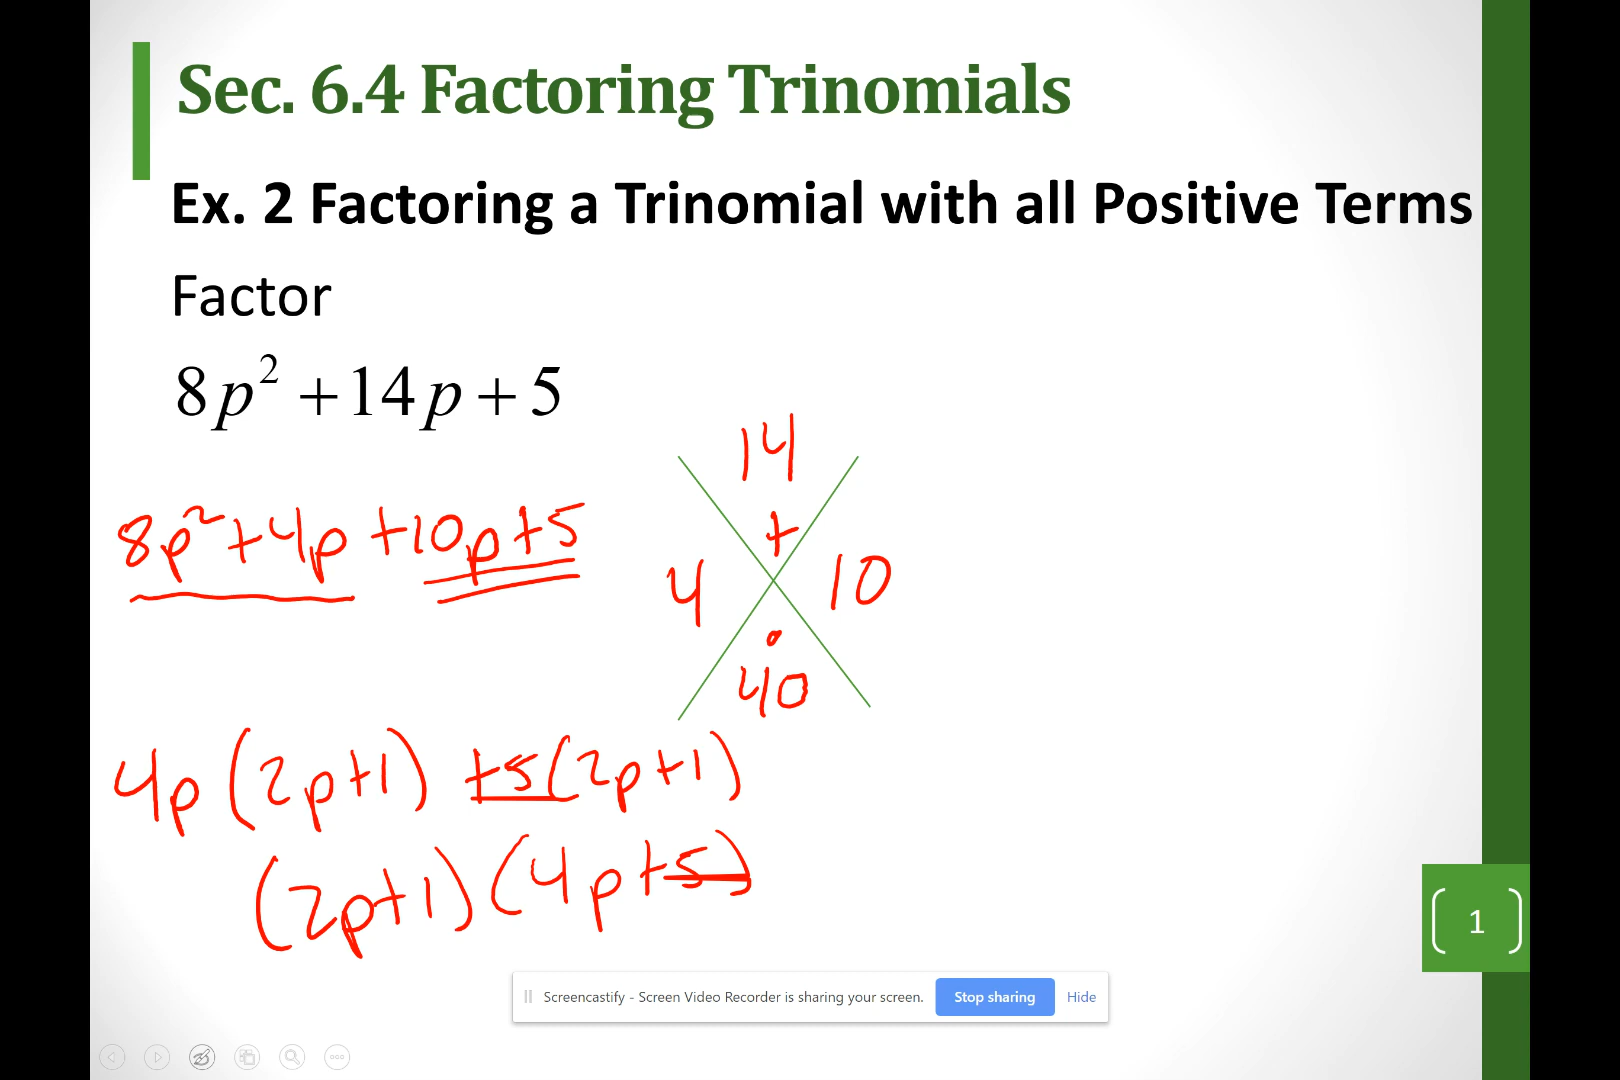 Sec. 6.4 Factoring Trinomials
Ex. 2 Factoring a Trinomial with all Positive Terms
Factor
8p² +14p+5
14
+
8p²+4p +10p+5
4 10
•
40
4p (2p+1) +5(2p+1)
(2p+1)(4p+5)
1
Screencastify - Screen Video Recorder is sharing your screen. Stop sharing Hide